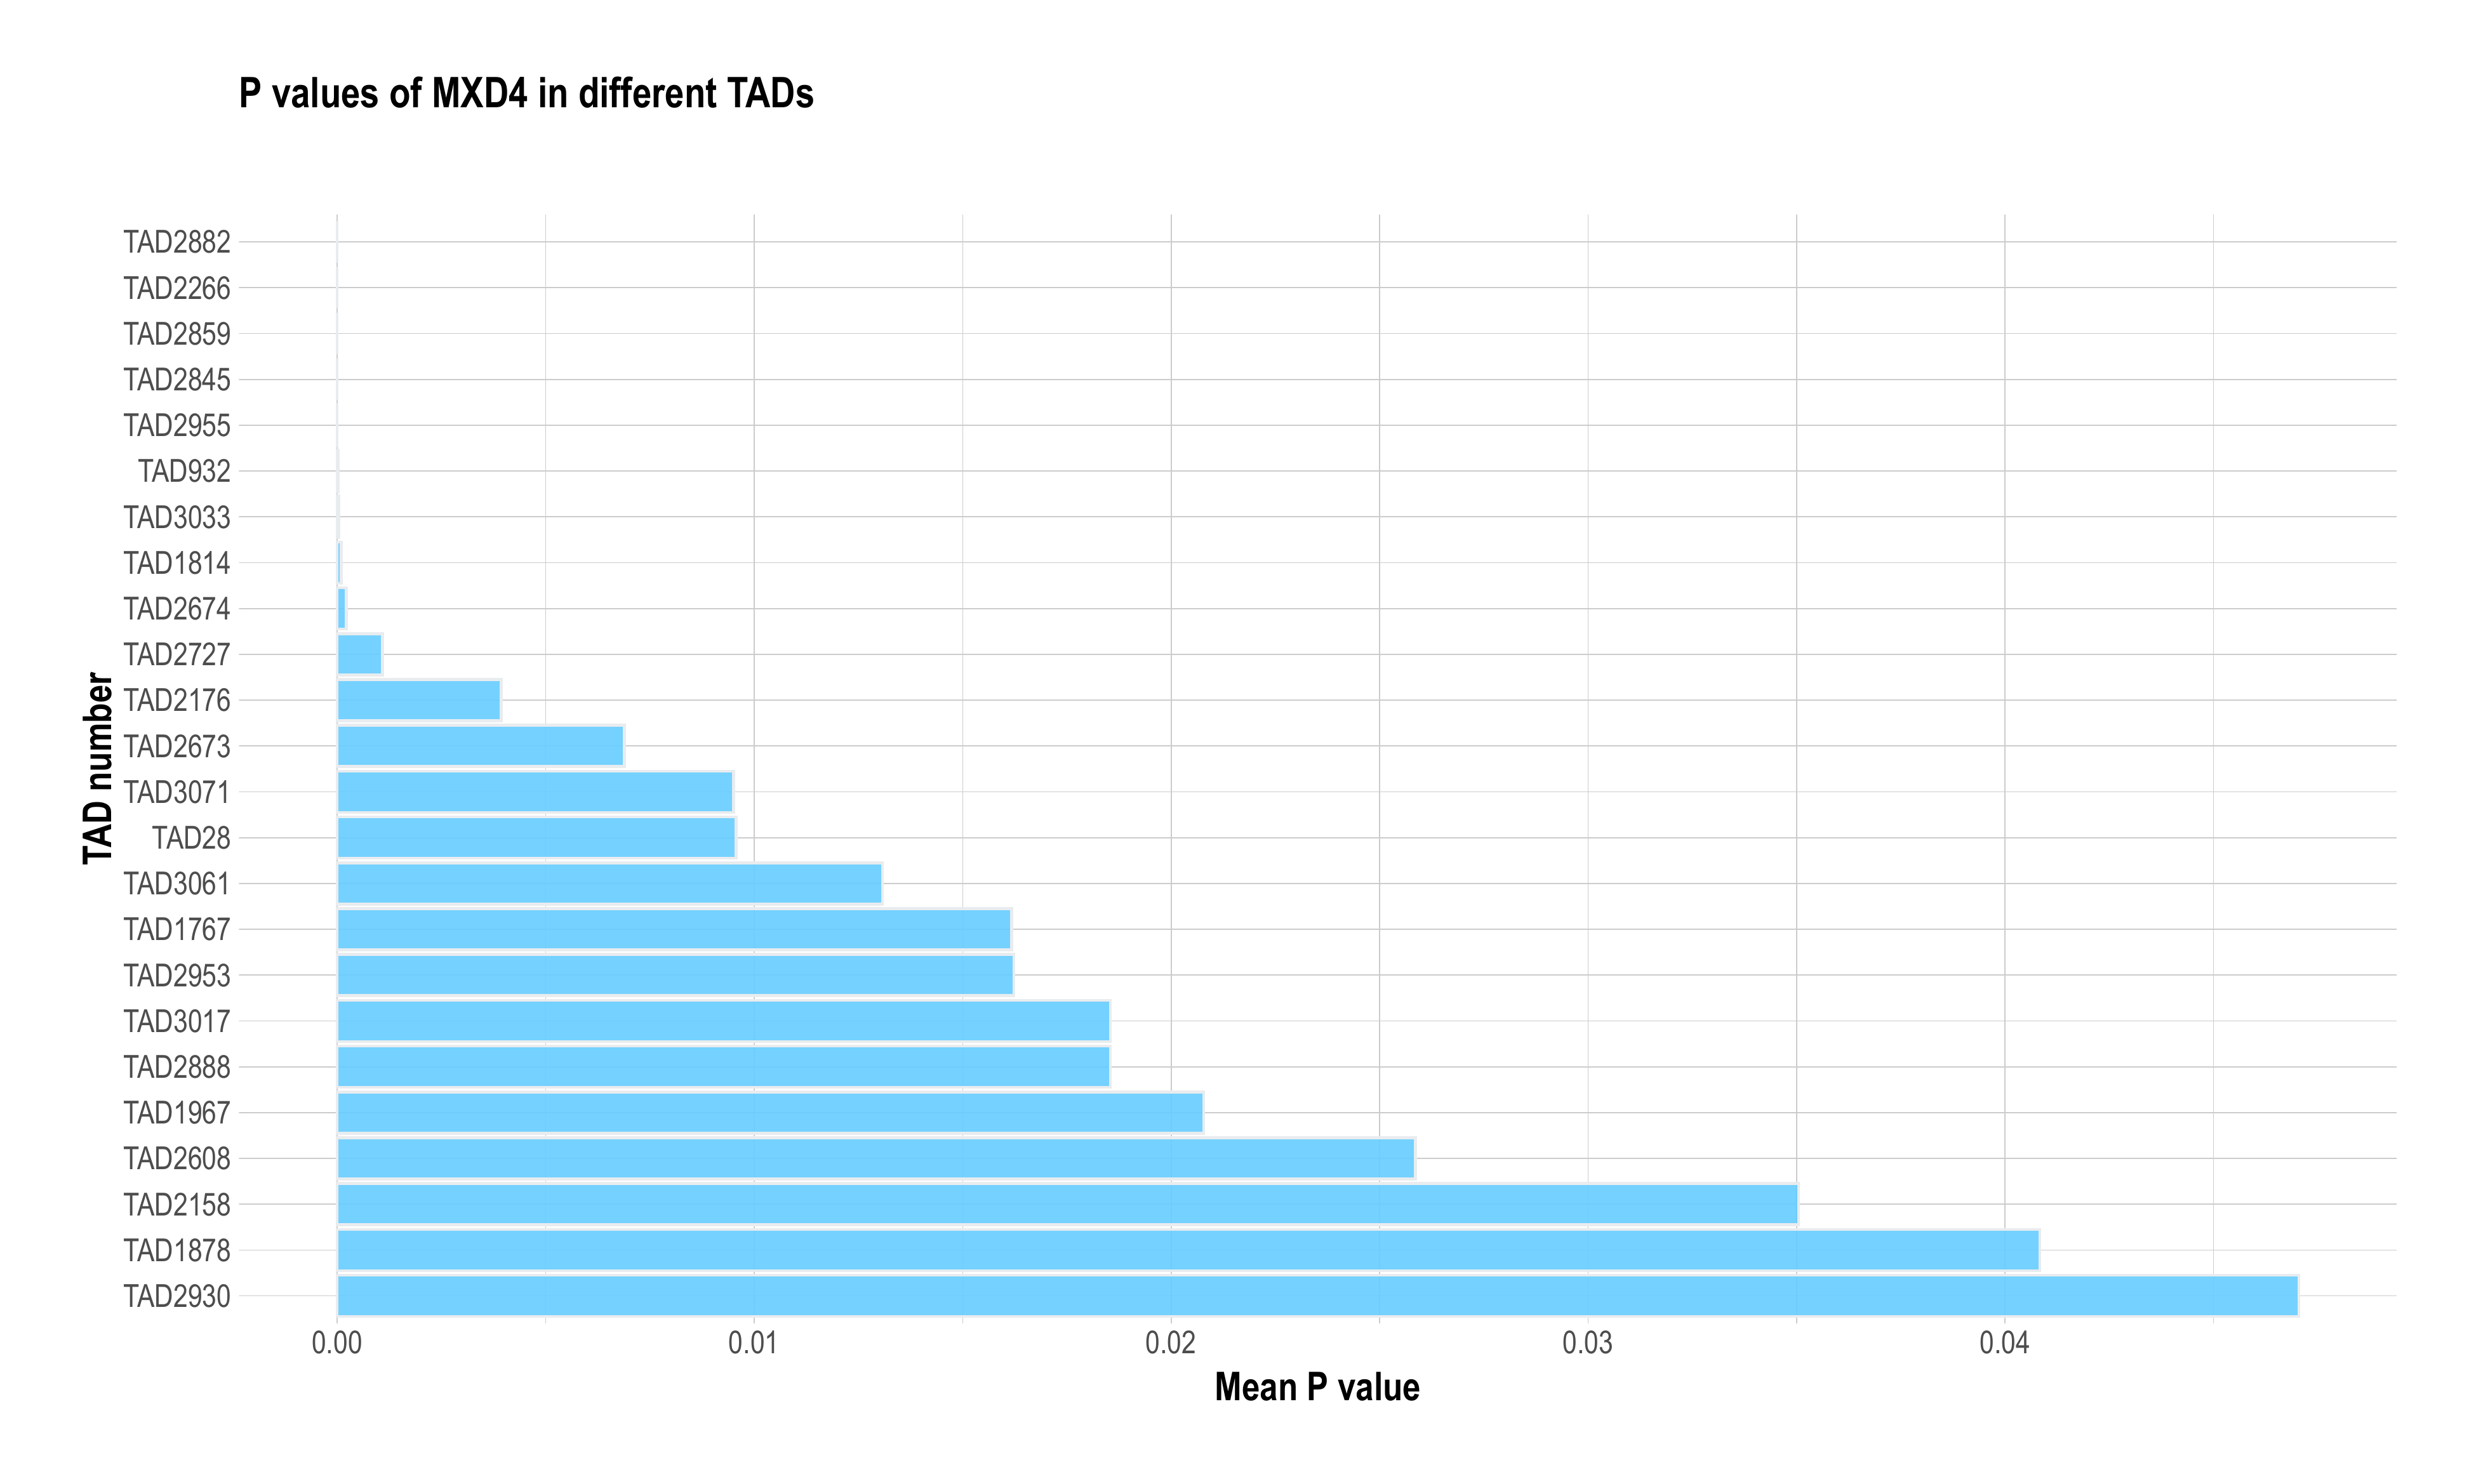 P values of MXD4 in different TADs
TAD number
TAD2882
TAD2266
TAD2859
TAD2845
TAD2955
TAD932
TAD3033
TAD1814
TAD2674
TAD2727
TAD2176
TAD2673
TAD3071
TAD28
TAD3061
TAD1767
TAD2953
TAD3017
TAD2888
TAD1967
TAD2608
TAD2158
TAD1878
TAD2930
0.00 0.01 0.02 0.03 0.04
Mean P value